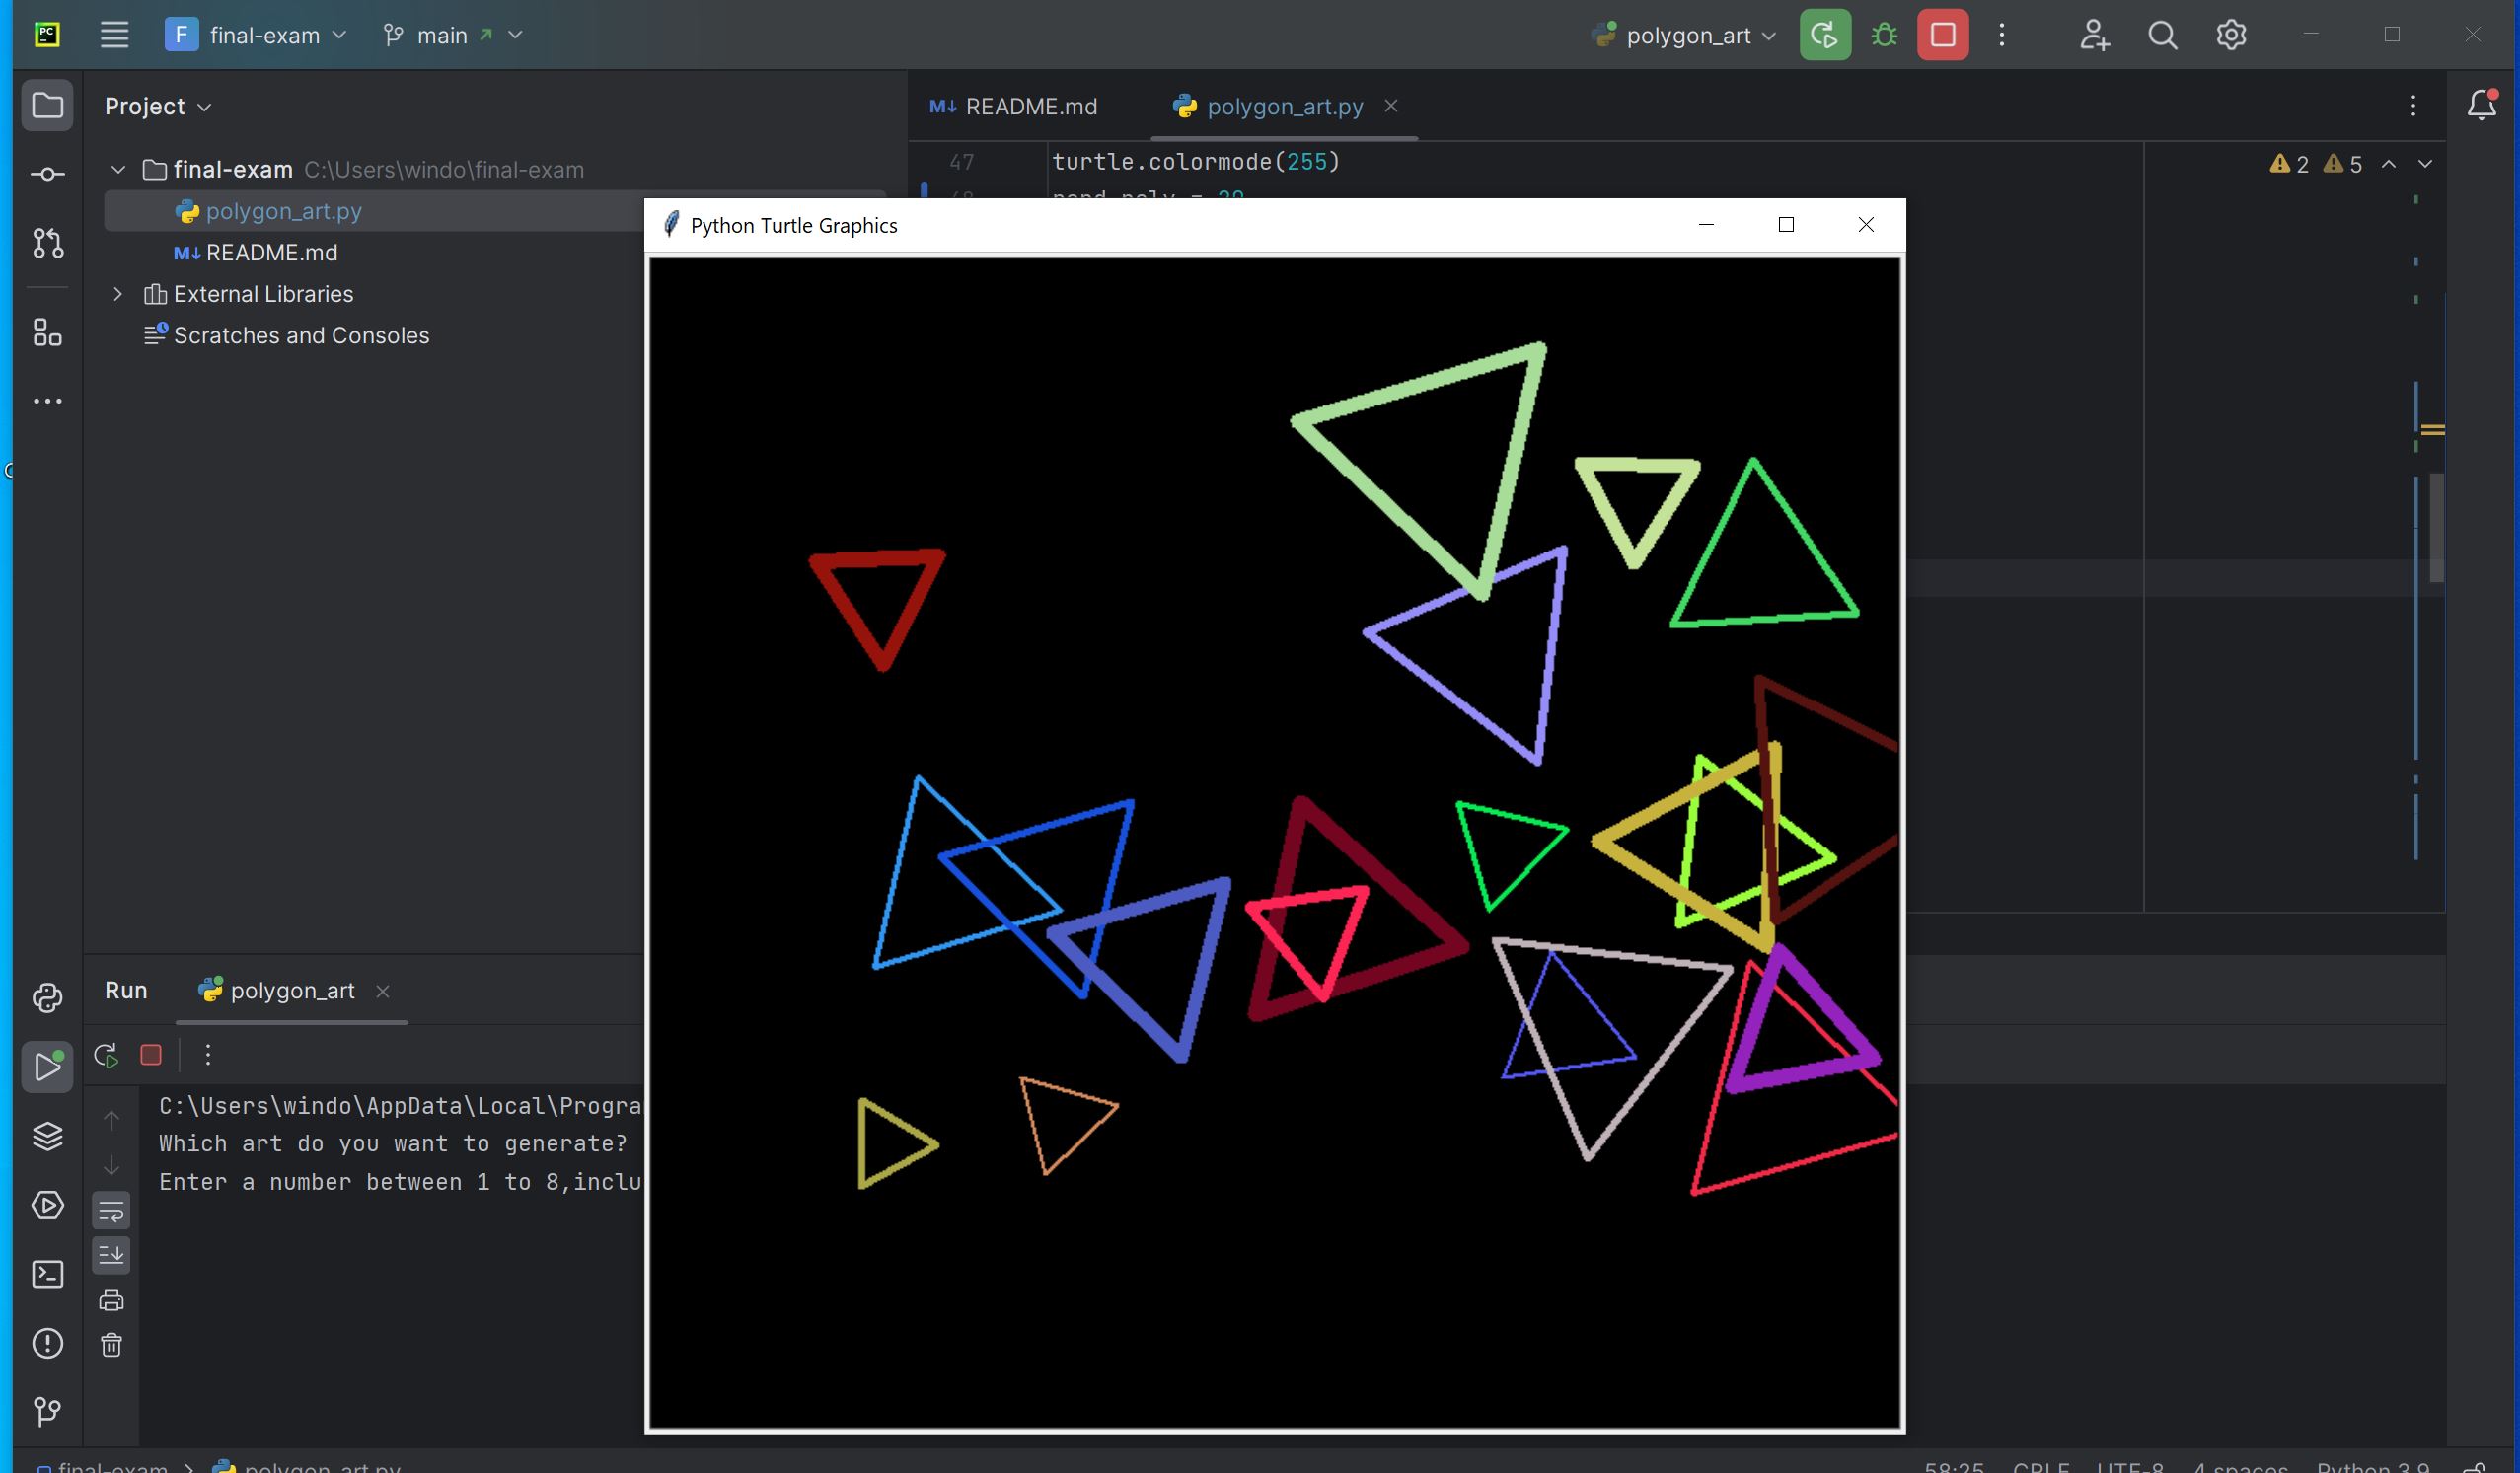 PC
F final-exam main polygon_art
Project
README.md
polygon_art.py
final-exam C:\Users\windo\final-exam
polygon_art.py
M↓ README.md
External Libraries
Scratches and Consoles
M↓
47 turtle.colormode(255)
2 5
Python Turtle Graphics
Run polygon_art
C:\Users\windo\AppData\Local\Progra
Which art do you want to generate?
Enter a number between 1 to 8,inclu
final-exam > polygon_art.py
58:25 CRLF UTF-8 4 spaces Python 3.9